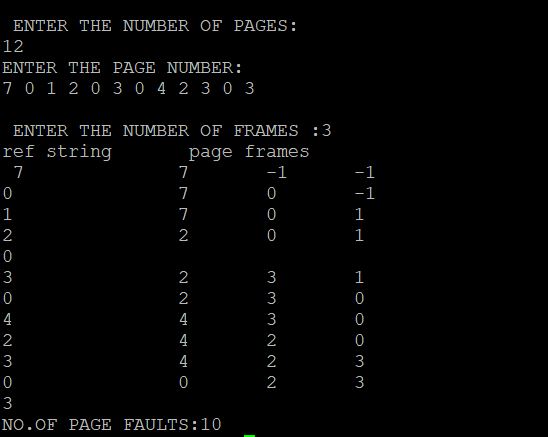 ENTER THE NUMBER OF PAGES:
12
ENTER THE PAGE NUMBER:
7 0 1 2 0 3 0 4 2 3 0 3
ENTER THE NUMBER OF FRAMES :3
ref string page frames
7 7 -1 -1
0 7 0 -1
1 7 0 1
2 2 0 1
0
3 2 3 1
0 2 3 0
4 4 3 0
2 4 2 0
3 4 2 3
0 0 2 3
3
NO.OF PAGE FAULTS:10